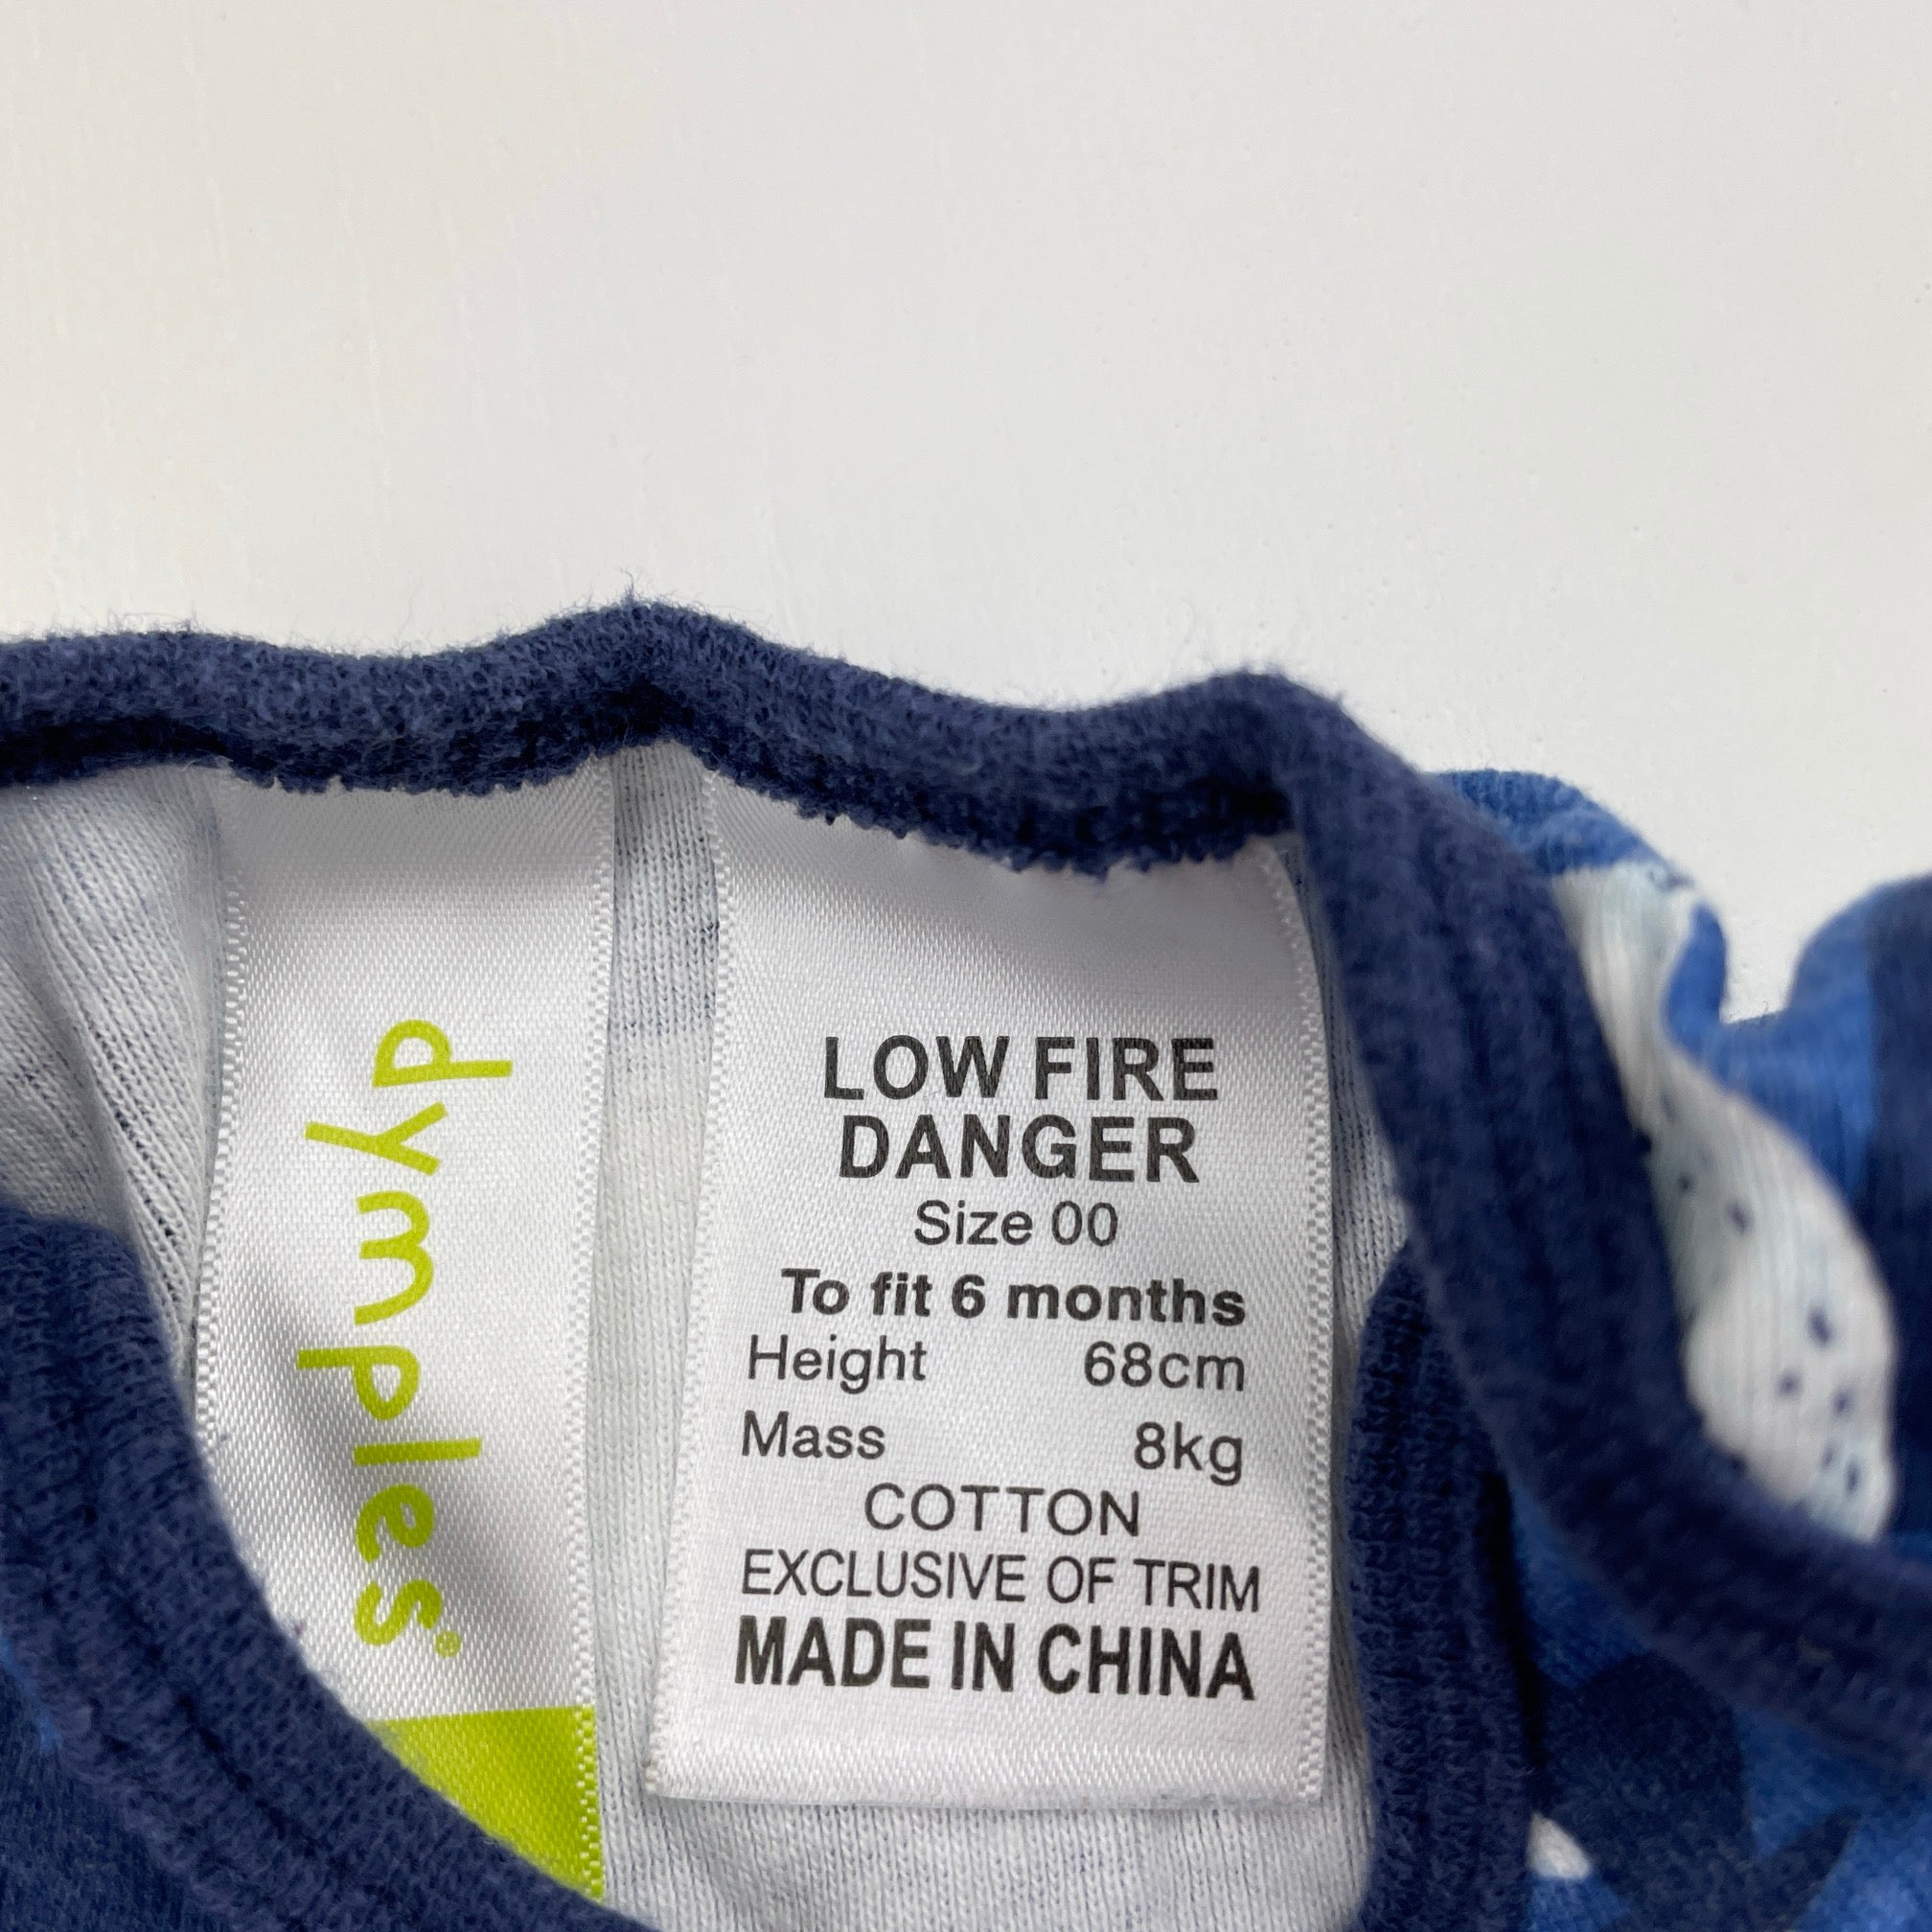 dymples®
LOW FIRE
DANGER
Size 00
To fit 6 months
Height 68cm
Mass 8kg
COTTON
EXCLUSIVE OF TRIM
MADE IN CHINA